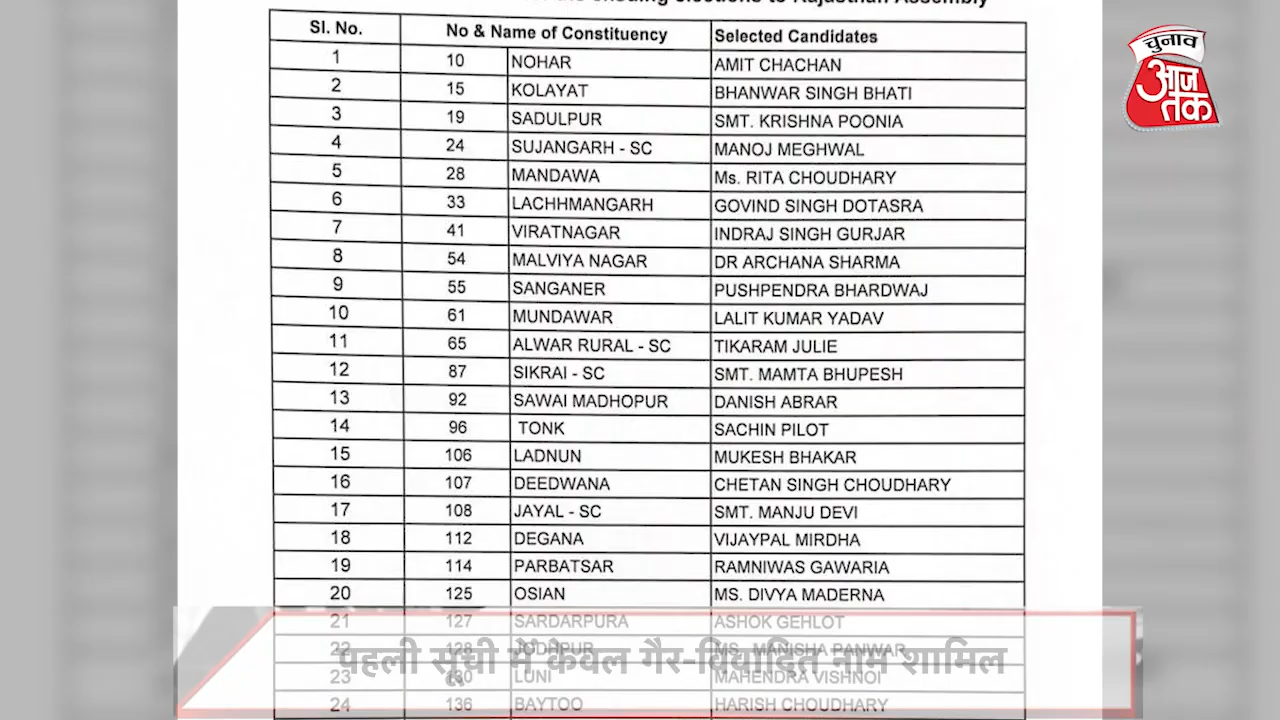 ensuing elections to Rajasthan Assembly
Sl. No. No & Name of Constituency Selected Candidates
1 10 NOHAR AMIT CHACHAN
2 15 KOLAYAT BHANWAR SINGH BHATI
3 19 SADULPUR SMT. KRISHNA POONIA
4 24 SUJANGARH - SC MANOJ MEGHWAL
5 28 MANDAWA Ms. RITA CHOUDHARY
6 33 LACHHMANGARH GOVIND SINGH DOTASRA
7 41 VIRATNAGAR INDRAJ SINGH GURJAR
8 54 MALVIYA NAGAR DR ARCHANA SHARMA
9 55 SANGANER PUSHPENDRA BHARDWAJ
10 61 MUNDAWAR LALIT KUMAR YADAV
11 65 ALWAR RURAL - SC TIKARAM JULIE
12 87 SIKRAI - SC SMT. MAMTA BHUPESH
13 92 SAWAI MADHOPUR DANISH ABRAR
14 96 TONK SACHIN PILOT
15 106 LADNUN MUKESH BHAKAR
16 107 DEEDWANA CHETAN SINGH CHOUDHARY
17 108 JAYAL - SC SMT. MANJU DEVI
18 112 DEGANA VIJAYPAL MIRDHA
19 114 PARBATSAR RAMNIWAS GAWARIA
20 125 OSIAN MS. DIVYA MADERNA
21 127 SARDARPURA ASHOK GEHLOT
22 128 JODHPUR MS. MANISHA PANWAR
23 130 LUNI MAHENDRA VISHNOI
24 136 BAYTOO HARISH CHOUDHARY
पहली सूची में केवल गैर-विवादित नाम शामिल
चुनाव
आज
तक